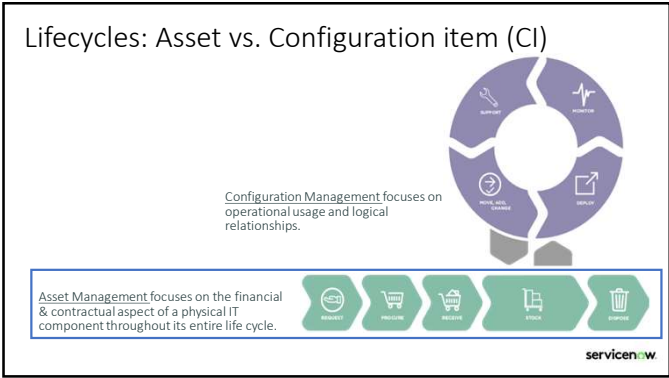 Lifecycles: Asset vs. Configuration item (CI)
SUPPORT
MONITOR
MOVE, ADD,
CHANGE
DEPLOY
Configuration Management focuses on
operational usage and logical
relationships.
Asset Management focuses on the financial
& contractual aspect of a physical IT
component throughout its entire life cycle.
REQUEST
PROCURE
RECEIVE
STOCK
DISPOSE
servicenow.